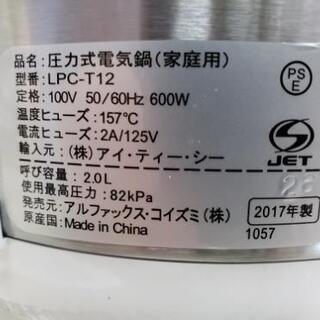 品名：圧力式電気鍋(家庭用)
型番：LPC-T12
定格：100V 50/60Hz 600W
温度ヒューズ：157℃
電流ヒューズ：2A/125V
輸入元：(株)アイ・ティー・シー
呼び容量：2.0L
使用最高圧力：82kPa
発売元：アルファックス・コイズミ(株)
原産国：Made in China
PS
E
JET
2017年製
1057